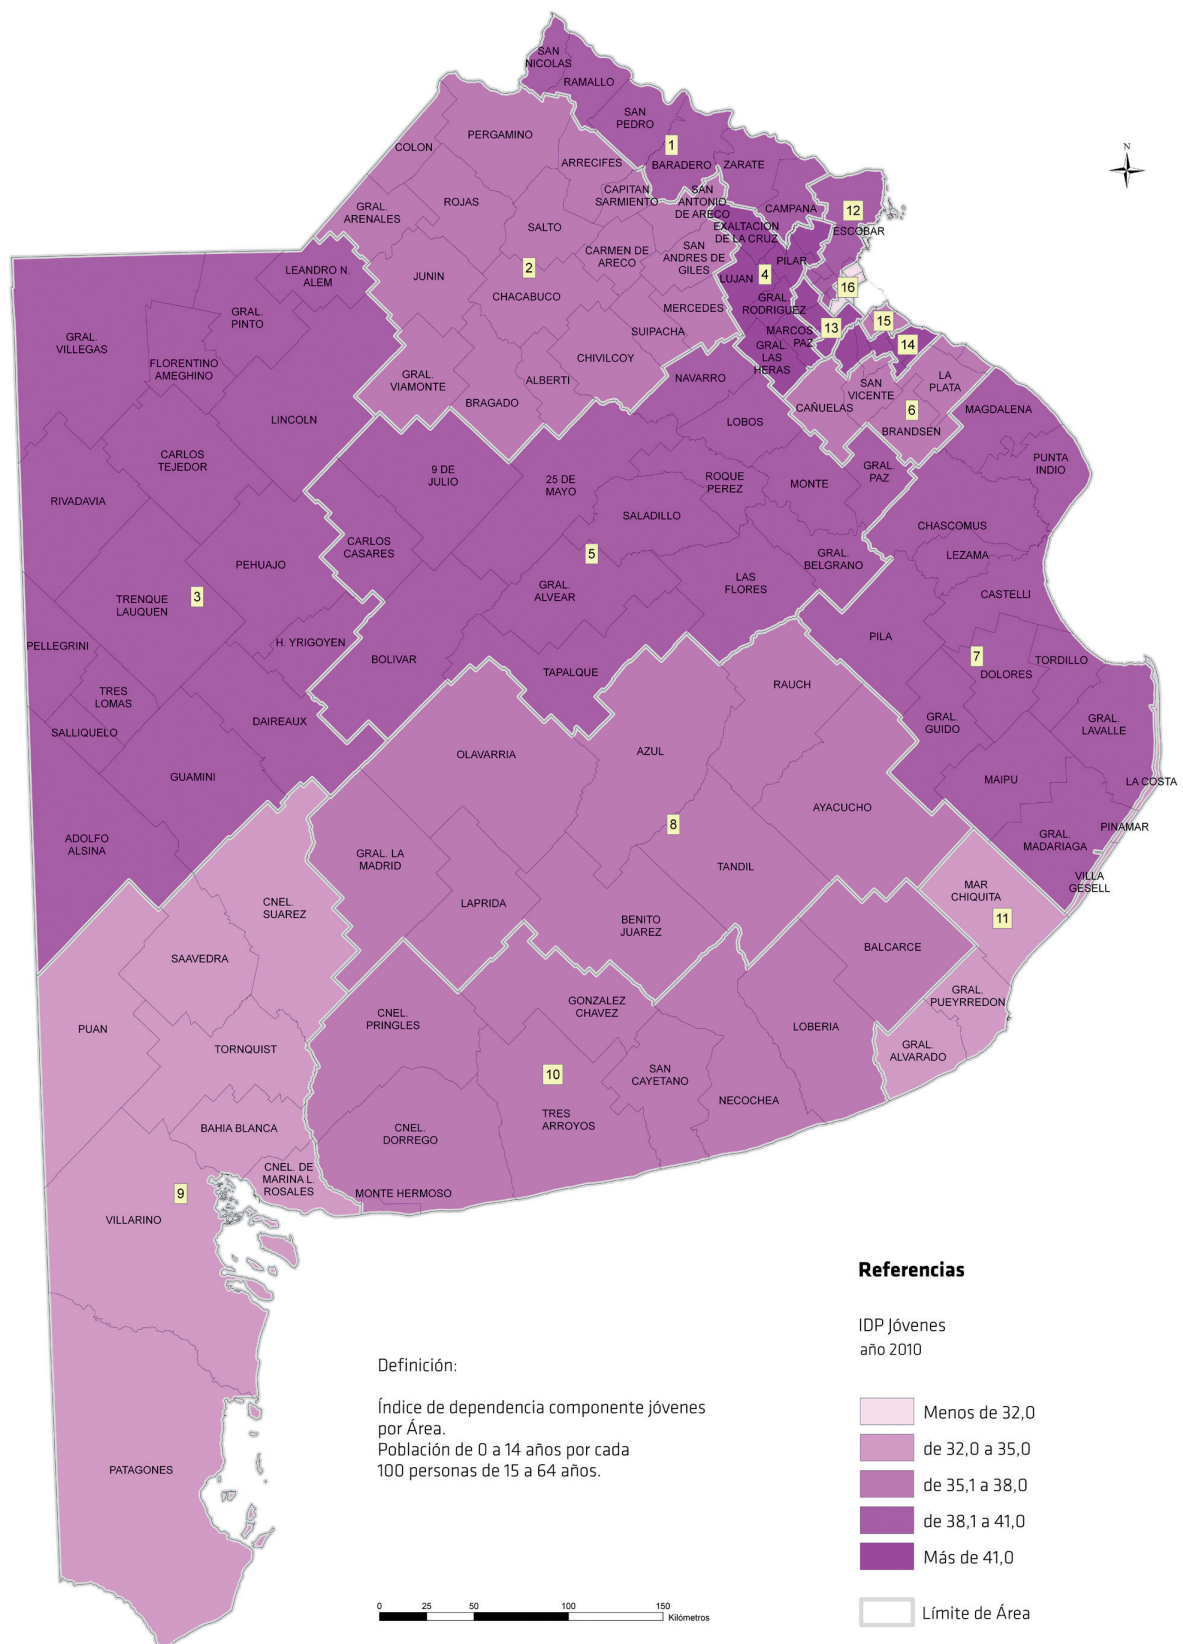 SAN
NICOLAS
RAMALLO
SAN
PEDRO
1
BARADERO
ZARATE
N
PERGAMINO
COLON
ARRECIFES
CAPITAN
SARMIENTO
SAN
ANTONIO
DE ARECO
ROJAS
GRAL.
ARENALES
SALTO
CAMPANA
12
ESCOBAR
EXALTACION
DE LA CRUZ
CARMEN DE
ARECO
SAN
ANDRES DE
GILES
PILAR
LEANDRO N.
ALEM
JUNIN
2
CHACABUCO
LUJAN
4
16
GRAL.
PINTO
MERCEDES
GRAL
RODRIGUEZ
GRAL.
VILLEGAS
SUIPACHA
MARCOS
PAZ
13
15
14
FLORENTINO
AMEGHINO
GRAL.
VIAMONTE
CHIVILCOY
GRAL
LAS
HERAS
ALBERTI
NAVARRO
BRAGADO
LINCOLN
LA
PLATA
SAN
VICENTE
CAÑUELAS
6
BRANDSEN
MAGDALENA
LOBOS
CARLOS
TEJEDOR
9 DE
JULIO
25 DE
MAYO
ROQUE
PEREZ
MONTE
GRAL.
PAZ
PUNTA
INDIO
RIVADAVIA
SALADILLO
CHASCOMUS
CARLOS
CASARES
5
LEZAMA
PEHUAJO
GRAL.
BELGRANO
GRAL.
ALVEAR
LAS
FLORES
CASTELLI
TRENQUE
LAUQUEN
3
PELLEGRINI
H. YRIGOYEN
BOLIVAR
PILA
7
DOLORES
TORDILLO
TAPALQUE
RAUCH
TRES
LOMAS
SALLIQUELO
DAIREAUX
GRAL.
GUIDO
GRAL.
LAVALLE
OLAVARRIA
AZUL
GUAMINI
MAIPU
LA COSTA
AYACUCHO
8
PINAMAR
ADOLFO
ALSINA
GRAL.
MADARIAGA
GRAL. LA
MADRID
TANDIL
VILLA
GESELL
MAR
CHIQUITA
11
CNEL.
SUAREZ
LAPRIDA
BENITO
JUAREZ
BALCARCE
SAAVEDRA
GRAL.
PUEYRREDON
GONZALEZ
CHAVEZ
CNEL.
PRINGLES
LOBERIA
PUAN
GRAL.
ALVARADO
TORNQUIST
10
SAN
CAYETANO
NECOCHEA
TRES
ARROYOS
BAHIA BLANCA
CNEL.
DORREGO
CNEL. DE
MARINA L.
ROSALES
MONTE HERMOSO
9
VILLARINO
PATAGONES
Definición:
Índice de dependencia componente jóvenes
por Área.
Población de 0 a 14 años por cada
100 personas de 15 a 64 años.
0 25 50 100 150
Kilómetros
Referencias
IDP Jóvenes
año 2010
Menos de 32,0
de 32,0 a 35,0
de 35,1 a 38,0
de 38,1 a 41,0
Más de 41,0
Límite de Área